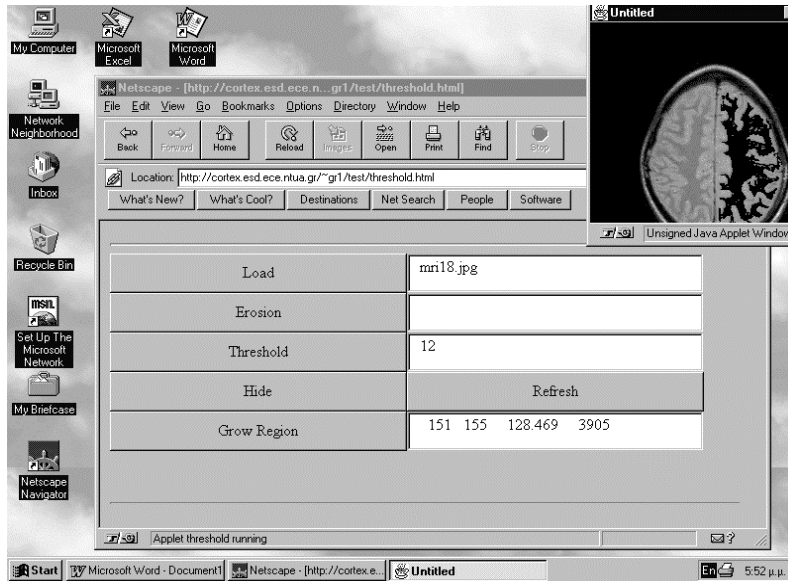 My Computer
Microsoft
Excel
Microsoft
Word
Untitled
Netscape - [http://cortex.esd.ece.n...gr1/test/threshold.html]
File Edit View Go Bookmarks Options Directory Window Help
Network
Neighborhood
Back Forward Home Reload Images Open Print Find Stop
Location: http://cortex.esd.ece.ntua.gr/~gr1/test/threshold.html
What's New? What's Cool? Destinations Net Search People Software
Inbox
Unsigned Java Applet Window
Recycle Bin
Load mri18.jpg
Erosion
msn.
Set Up The
Microsoft
Network
Threshold 12
Hide Refresh
My Briefcase
Grow Region 151 155 128.469 3905
Netscape
Navigator
Applet threshold running
Start Microsoft Word - Document1 Netscape - [http://cortex.e... Untitled En 5:52 μ.μ.